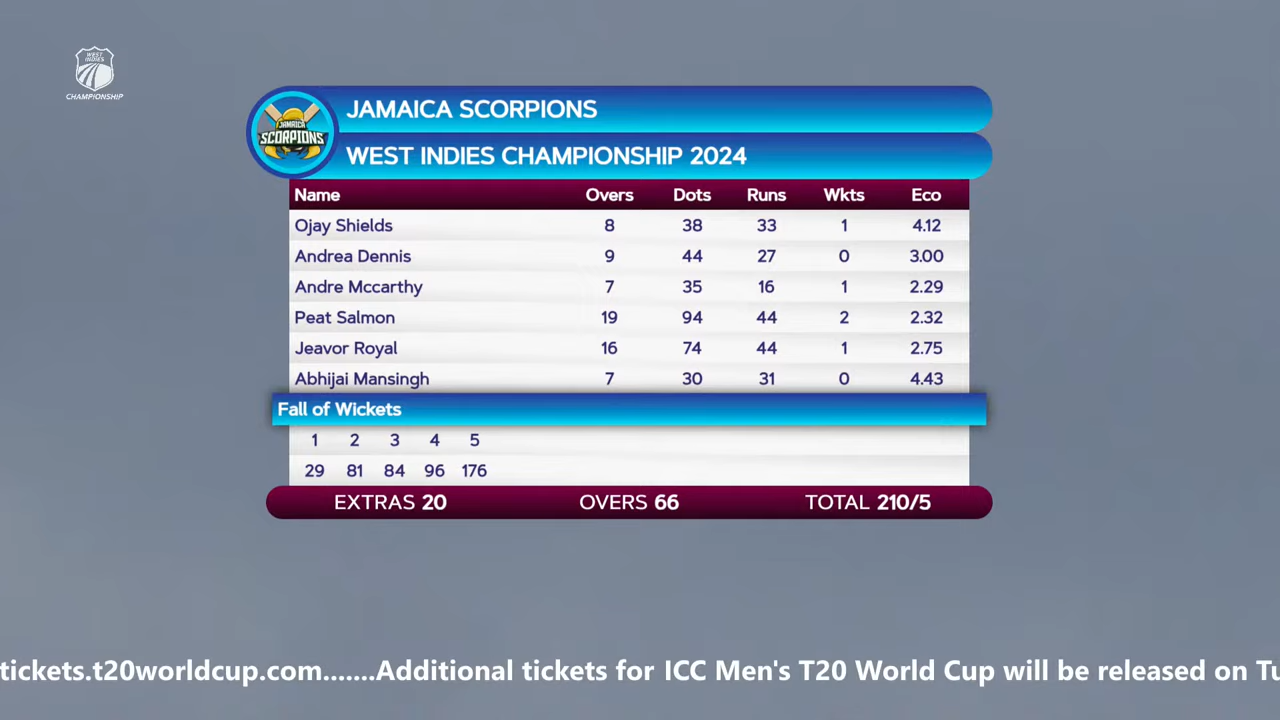 WEST
INDIES
CHAMPIONSHIP
JAMAICA
SCORPIONS
JAMAICA SCORPIONS
WEST INDIES CHAMPIONSHIP 2024
Name Overs Dots Runs Wkts Eco
Ojay Shields 8 38 33 1 4.12
Andrea Dennis 9 44 27 0 3.00
Andre Mccarthy 7 35 16 1 2.29
Peat Salmon 19 94 44 2 2.32
Jeavor Royal 16 74 44 1 2.75
Abhijai Mansingh 7 30 31 0 4.43
Fall of Wickets
1 2 3 4 5
29 81 84 96 176
EXTRAS 20 OVERS 66 TOTAL 210/5
tickets.t20worldcup.com.......Additional tickets for ICC Men's T20 World Cup will be released on Tu